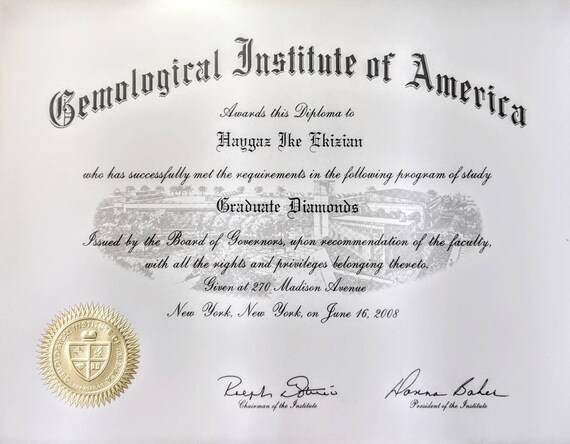 Gemological Institute of America
Awards this Diploma to
Haygaz Ike Ekizian
who has successfully met the requirements in the following program of study
Graduate Diamonds
Issued by the Board of Governors, upon recommendation of the faculty,
with all the rights and privileges belonging thereto.
Given at 270 Madison Avenue
New York, New York, on June 16, 2008
Donna Baker
Chairman of the Institute
President of the Institute